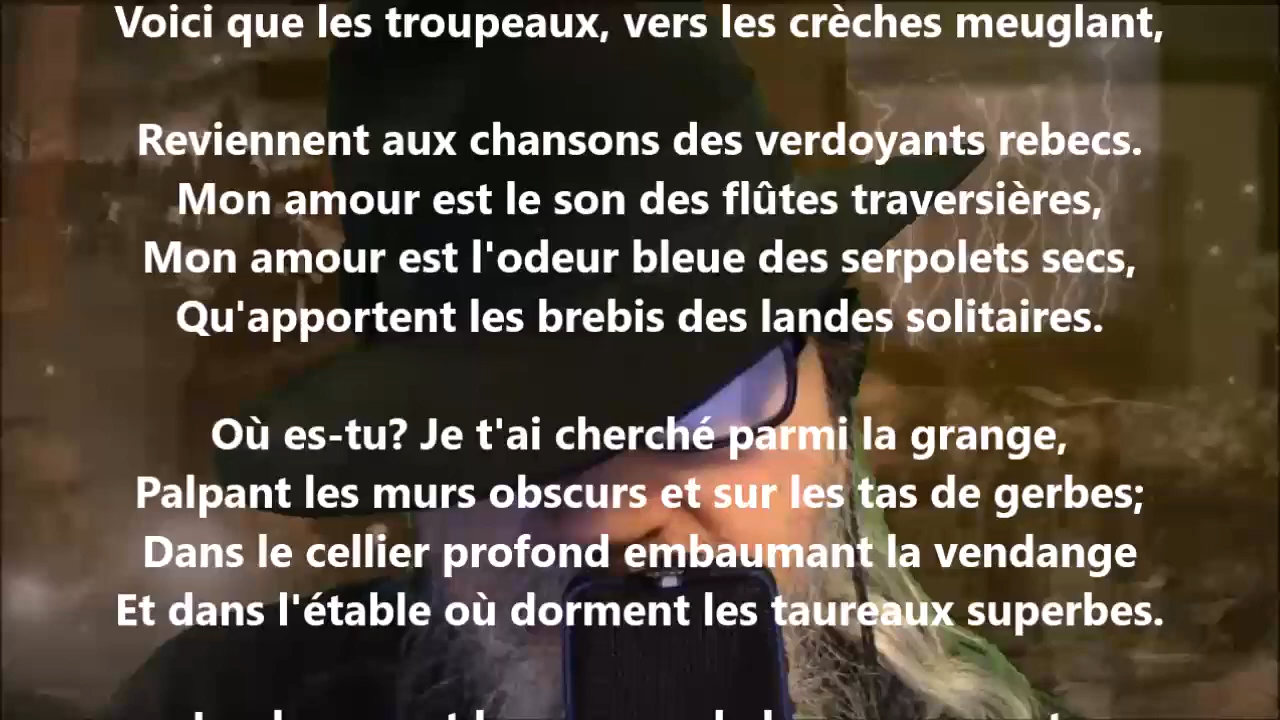 Voici que les troupeaux, vers les crèches meuglant,
Reviennent aux chansons des verdoyants rebecs.
Mon amour est le son des flûtes traversières,
Mon amour est l'odeur bleue des serpolets secs,
Qu'apportent les brebis des landes solitaires.
Où es-tu? Je t'ai cherché parmi la grange,
Palpant les murs obscurs et sur les tas de gerbes;
Dans le cellier profond embaumant la vendange
Et dans l'étable où dorment les taureaux superbes.